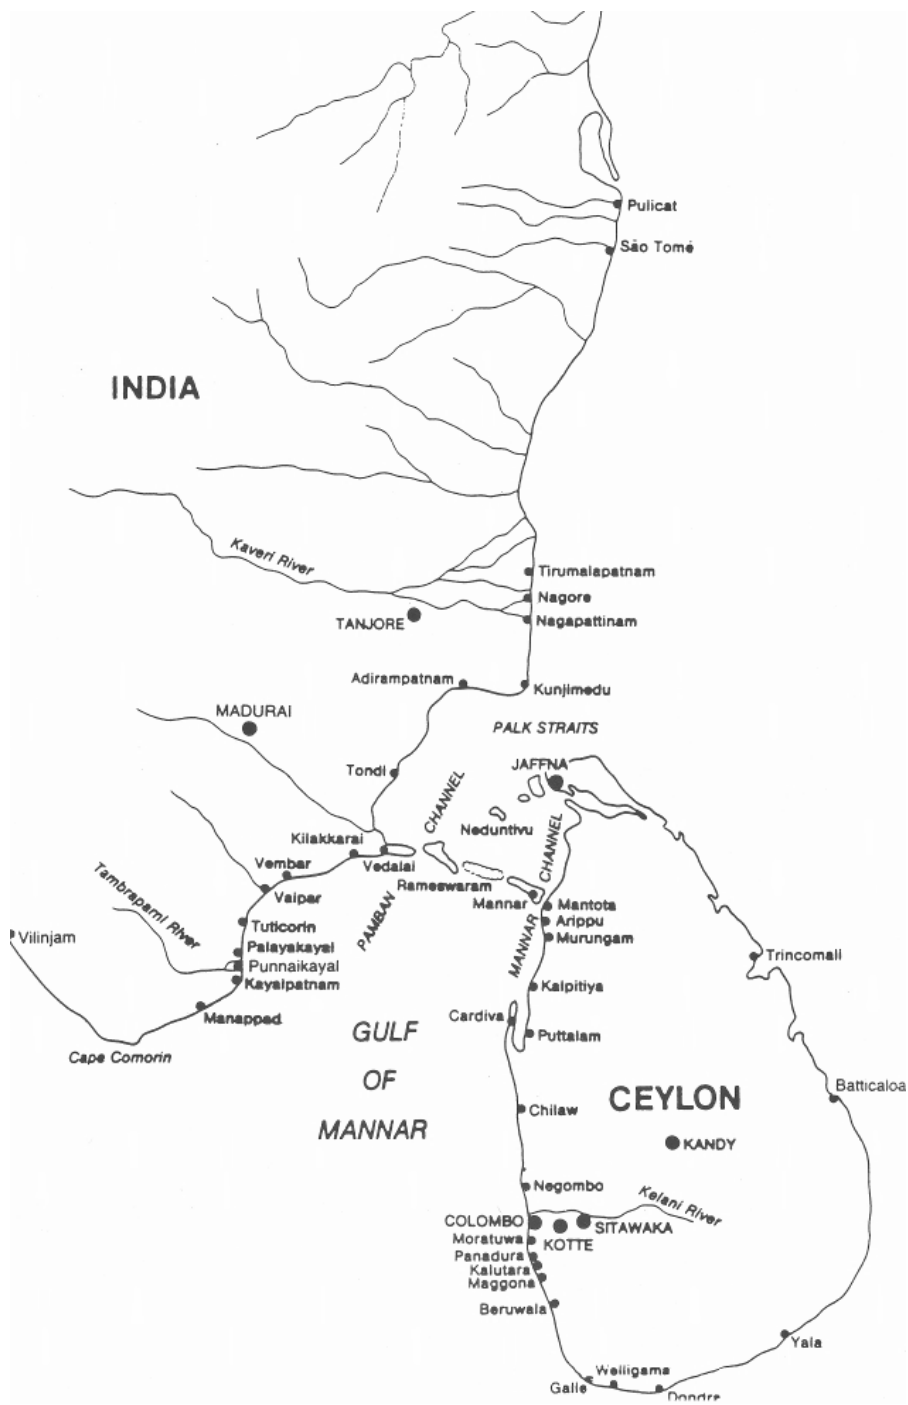 Pulicat
São Tomé
INDIA
Kaveri River
Tirumalapatnam
Nagore
TANJORE
Nagapattinam
Adirampatnam
Kunjimedu
MADURAI
PALK STRAITS
JAFFNA
Tondi
CHANNEL
Neduntivu
CHANNEL
Kilakkarai
Vembar
Vedalai
Tambraparni River
Vaipar
Rameswaram
Mannar
Mantota
PAMBAN
Arippu
Tuticorin
Vilinjam
MANNAR
Murungam
Palayakayal
Trincomali
Punnaikayal
Kayalpatnam
Kalpitiya
Manappad
Cardiva
GULF
Puttalam
Cape Comorin
OF
Batticaloa
CEYLON
Chilaw
MANNAR
KANDY
Negombo
Kelani River
COLOMBO
SITAWAKA
Moratuwa
KOTTE
Panadura
Kalutara
Maggona
Beruwala
Yala
Welligama
Galle
Dondra